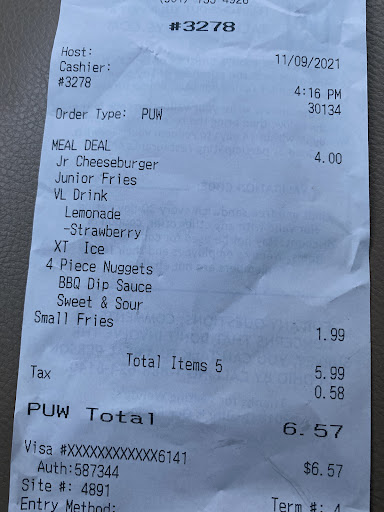 #3278
Host:
Cashier: 11/09/2021
#3278
4:16 PM
Order Type: PUW 30134
MEAL DEAL 4.00
Jr Cheeseburger
Junior Fries
VL Drink
Lemonade
-Strawberry
XT Ice
4 Piece Nuggets
BBQ Dip Sauce
Sweet & Sour
Small Fries 1.99
Total Items 5 5.99
Tax 0.58
PUW Total 6.57
Visa #XXXXXXXXXXXX6141
Auth:587344 $6.57
Site #: 4891
Entry Method: Term #: 4